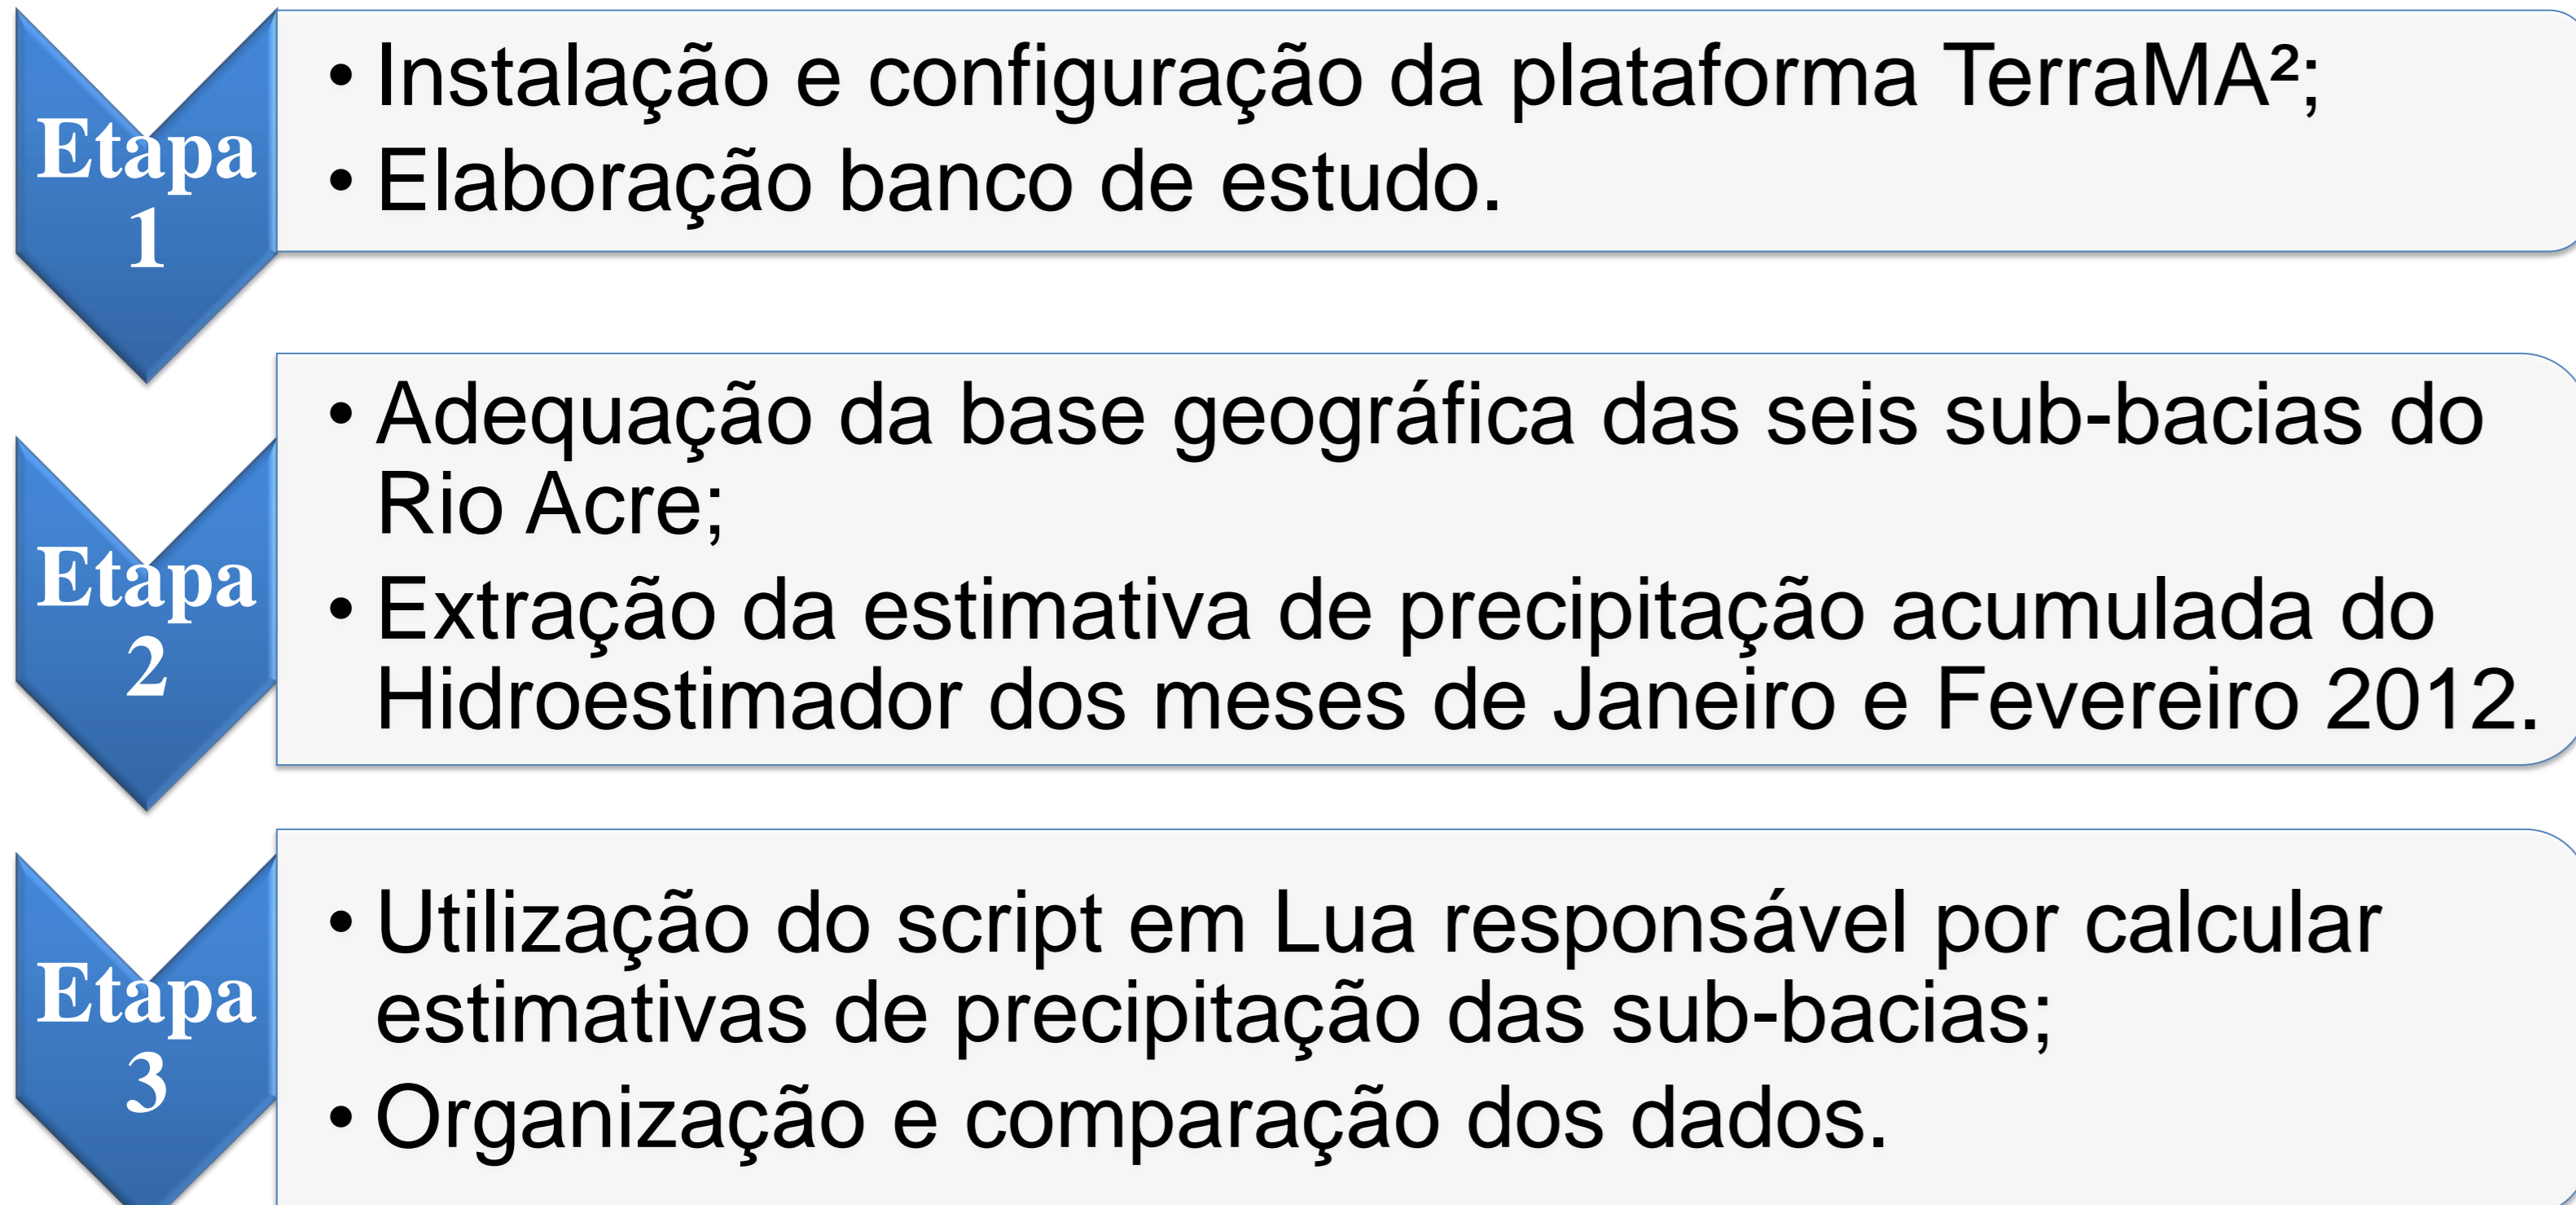 Etapa
1
• Instalação e configuração da plataforma TerraMA²;
• Elaboração banco de estudo.
Etapa
2
• Adequação da base geográfica das seis sub-bacias do
Rio Acre;
• Extração da estimativa de precipitação acumulada do
Hidroestimador dos meses de Janeiro e Fevereiro 2012.
Etapa
3
• Utilização do script em Lua responsável por calcular
estimativas de precipitação das sub-bacias;
• Organização e comparação dos dados.